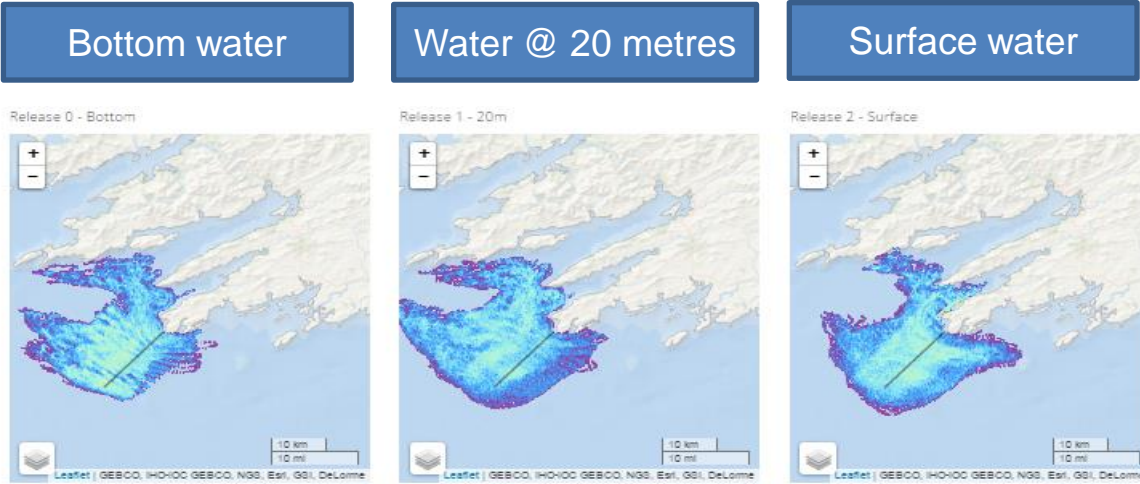 Bottom water
Water @ 20 metres
Surface water
Release 0 - Bottom
Release 1 - 20m
Release 2 - Surface
+
−
+
−
+
−
10 km
10 mi
10 km
10 mi
10 km
10 mi
Leaflet | GEBCO, IHO-IOC GEBCO, NGS, Esri, GSI, DeLorme
Leaflet | GEBCO, IHO-IOC GEBCO, NGS, Esri, GSI, DeLorme
Leaflet | GEBCO, IHO-IOC GEBCO, NGS, Esri, GSI, DeLorm